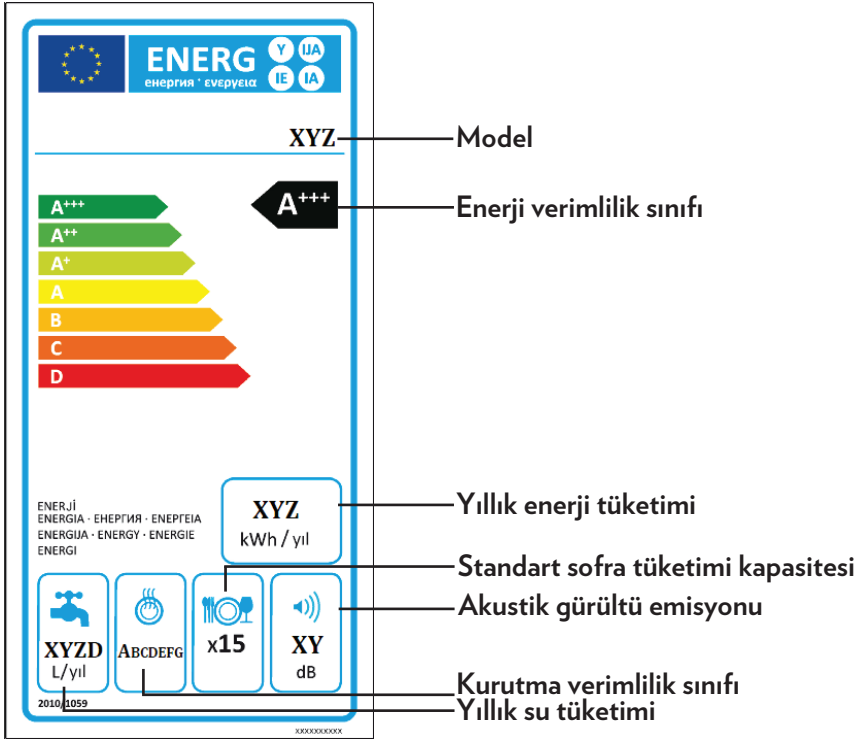 ENERG Y IJA
енергия · ενεργεια IE IA
XYZ Model
A+++ A+++ Enerji verimlilik sınıfı
A++
A+
A
B
C
D
XYZ Yıllık enerji tüketimi
kWh / yıl
ENERJİ
ENERGIA · ЕНЕРГИЯ · ΕΝΕΡΓΕΙΑ
ENERGIJA · ENERGY · ENERGIE
ENERGI
Standart sofra tüketimi kapasitesi
Akustik gürültü emisyonu
XYZD ABCDEFG x15 XY
L/yıl dB
Kurutma verimlilik sınıfı
Yıllık su tüketimi
2010/1059
xxxxxxxxxx